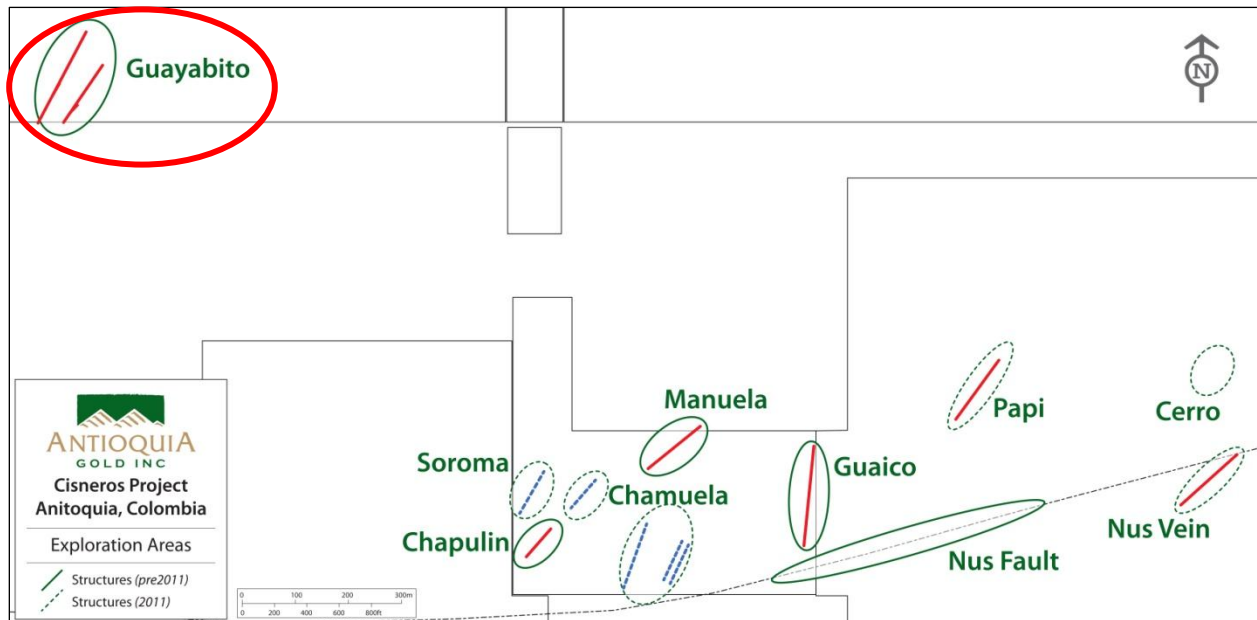 Guayabito
N
Manuela
Papi
Cerro
Soroma
Chamuela
Guaico
Chapulin
Nus Fault
Nus Vein
ANTIOQUIA
GOLD INC
Cisneros Project
Anitoquia, Colombia
Exploration Areas
Structures (pre2011)
Structures (2011)
0 100 200 300m
0 200 400 600 800ft